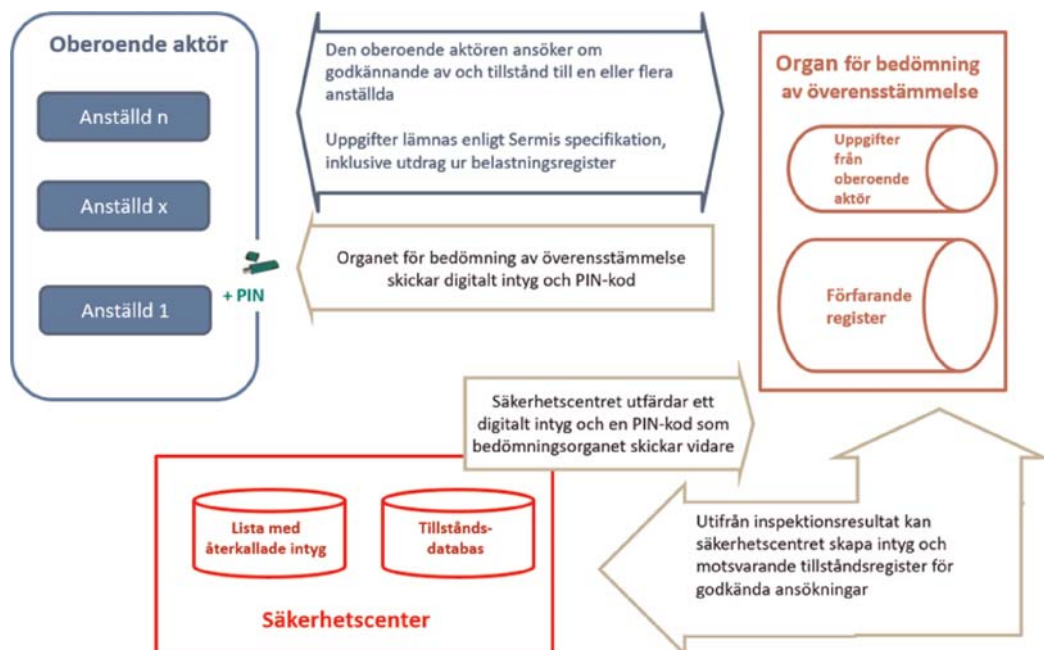 Oberoende aktör
Anställd n
Anställd x
Anställd 1
+ PIN
Den oberoende aktören ansöker om
godkännande av och tillstånd till en eller flera
anställda
Uppgifter lämnas enligt Sermis specifikation,
inklusive utdrag ur belastningsregister
Organet för bedömning av överensstämmelse
skickar digitalt intyg och PIN-kod
Organ för bedömning
av överensstämmelse
Uppgifter
från
oberoende
aktör
Förfarande
register
Säkerhetscentret utfärdar ett
digitalt intyg och en PIN-kod som
bedömningsorganet skickar vidare
Lista med
återkallade intyg
Tillstånds-
databas
Säkerhetscenter
Utifrån inspektionsresultat kan
säkerhetscentret skapa intyg och
motsvarande tillståndsregister för
godkända ansökningar